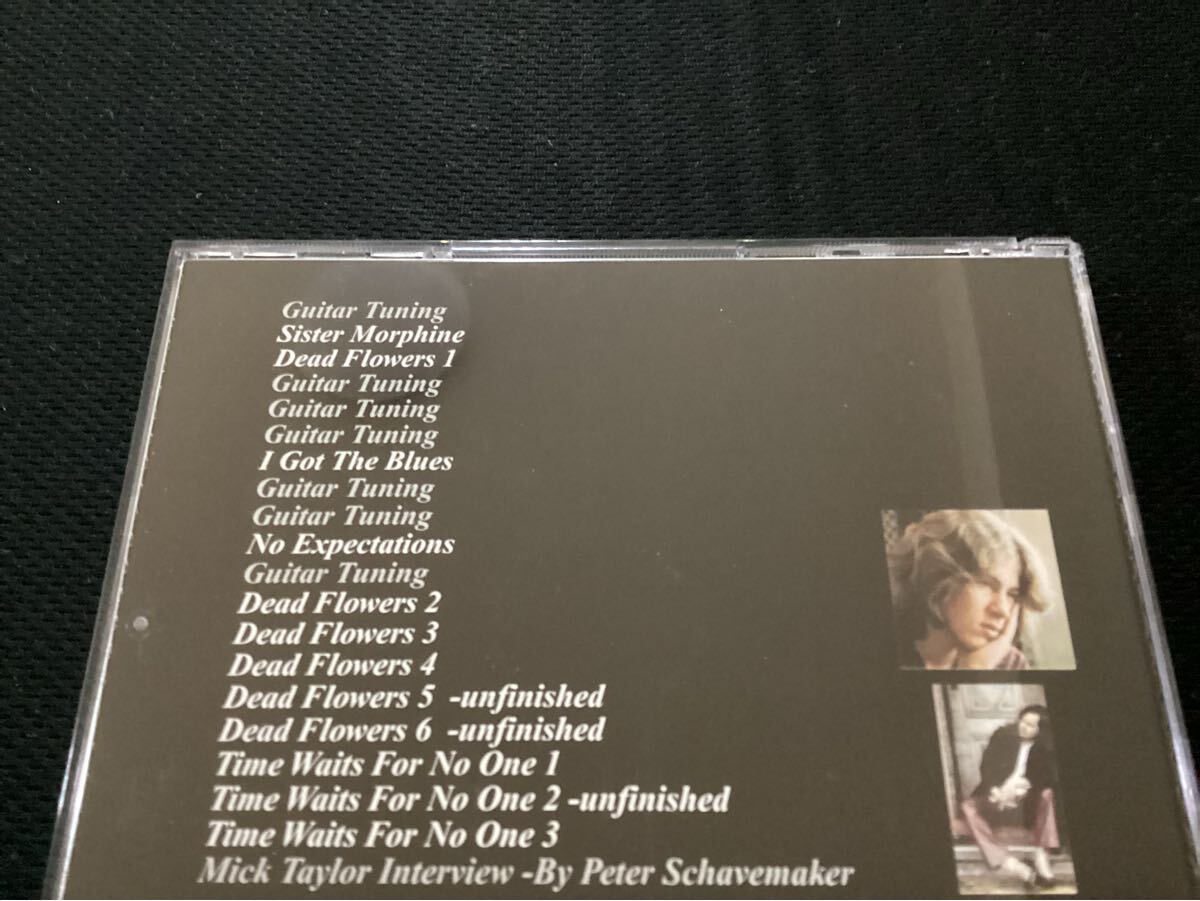 Guitar Tuning
Sister Morphine
Dead Flowers 1
Guitar Tuning
Guitar Tuning
Guitar Tuning
I Got The Blues
Guitar Tuning
Guitar Tuning
No Expectations
Guitar Tuning
Dead Flowers 2
Dead Flowers 3
Dead Flowers 4
Dead Flowers 5 -unfinished
Dead Flowers 6 -unfinished
Time Waits For No One 1
Time Waits For No One 2 -unfinished
Time Waits For No One 3
Mick Taylor Interview -By Peter Schavemaker